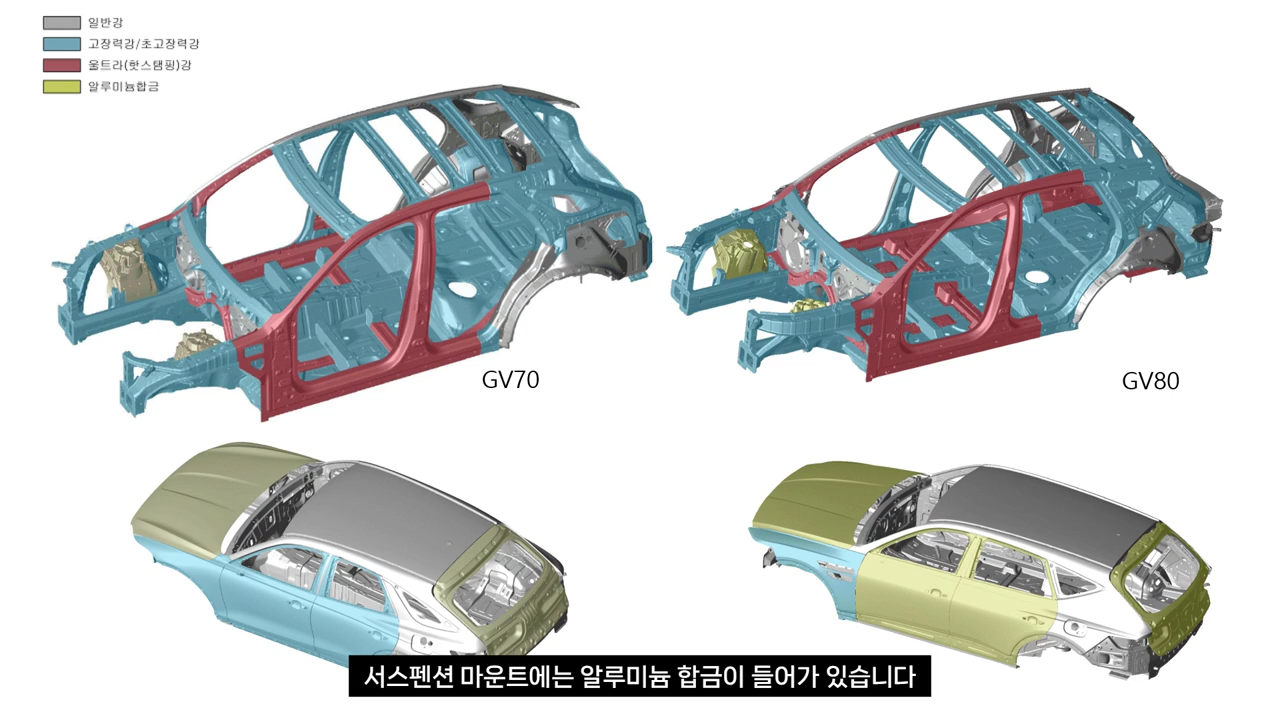 일반강
고장력강/초고장력강
울트라(핫스탬핑)강
알루미늄합금
GV70
GV80
서스펜션 마운트에는 알루미늄 합금이 들어가 있습니다